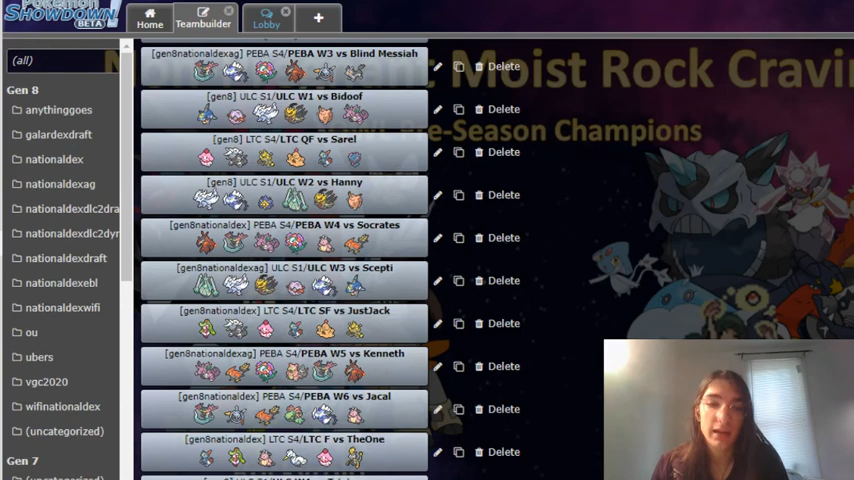 Pokémon
Showdown!
BETA
Home
Teambuilder
Lobby
(all)
Gen 8
anythinggoes
galardexdraft
nationaldex
nationaldexag
nationaldexdlc2dra
nationaldexdlc2dyr
nationaldexdraft
nationaldexebl
nationaldexwifi
ou
ubers
vgc2020
wifinationaldex
(uncategorized)
Gen 7
(uncategorized)
[gen8nationaldexag] PEBA S4/PEBA W3 vs Blind Messiah
Delete
[gen8] ULC S1/ULC W1 vs Bidoof
Delete
[gen8] LTC S4/LTC QF vs Sarel
Delete
[gen8] ULC S1/ULC W2 vs Hanny
Delete
[gen8nationaldex] PEBA S4/PEBA W4 vs Socrates
Delete
[gen8nationaldexag] ULC S1/ULC W3 vs Scepti
Delete
[gen8nationaldex] LTC S4/LTC SF vs JustJack
Delete
[gen8nationaldexag] PEBA S4/PEBA W5 vs Kenneth
Delete
[gen8nationaldex] PEBA S4/PEBA W6 vs Jacal
Delete
[gen8nationaldex] LTC S4/LTC F vs TheOne
Delete
Moist Rock Cravin
Pre-Season Champions